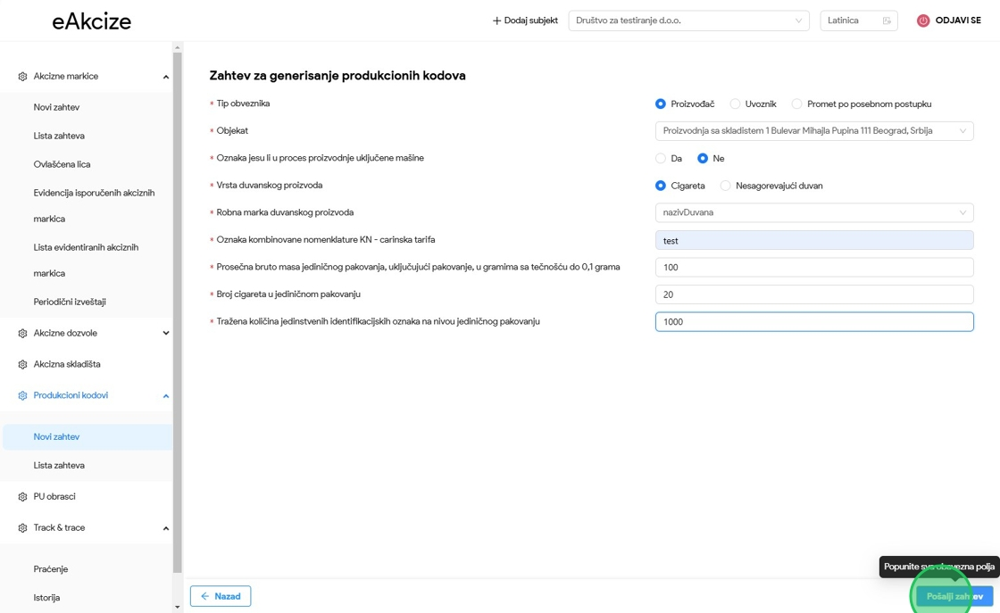 eAkcize
+ Dodaj subjekt
Društvo za testiranje d.o.o.
Latinica
ODJAVI SE
Akcizne markice
Novi zahtev
Lista zahteva
Ovlašćena lica
Evidencija isporučenih akciznih
markica
Lista evidentiranih akciznih
markica
Periodični izveštaji
Akcizne dozvole
Akcizna skladišta
Produkcioni kodovi
Novi zahtev
Lista zahteva
PU obrasci
Track & trace
Praćenje
Istorija
Zahtev za generisanje produkcionih kodova
* Tip obveznika
Proizvođač Uvoznik Promet po posebnom postupku
* Objekat
Proizvodnja sa skladistem 1 Bulevar Mihajla Pupina 111 Beograd, Srbija
* Oznaka jesu li u proces proizvodnje uključene mašine
Da Ne
* Vrsta duvanskog proizvoda
Cigareta Nesagorevajući duvan
* Robna marka duvanskog proizvoda
nazivDuvana
* Oznaka kombinovane nomenklature KN - carinska tarifa
test
* Prosečna bruto masa jediničnog pakovanja, uključujući pakovanje, u gramima sa tečnošću do 0,1 grama
100
* Broj cigareta u jediničnom pakovanju
20
* Tražena količina jedinstvenih identifikacijskih oznaka na nivou jediničnog pakovanju
1000
Popunite sva obavezna polja
Nazad
Pošalji zahtev